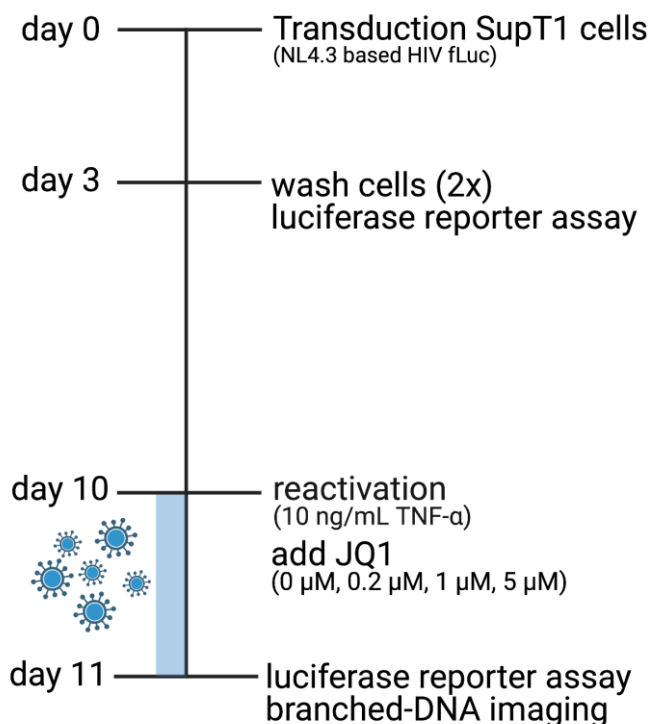 day 0
Transduction SupT1 cells
(NL4.3 based HIV fLuc)
day 3
wash cells (2x)
luciferase reporter assay
day 10
reactivation
(10 ng/mL TNF-α)
add JQ1
(0 µM, 0.2 µM, 1 µM, 5 µM)
day 11
luciferase reporter assay
branched-DNA imaging